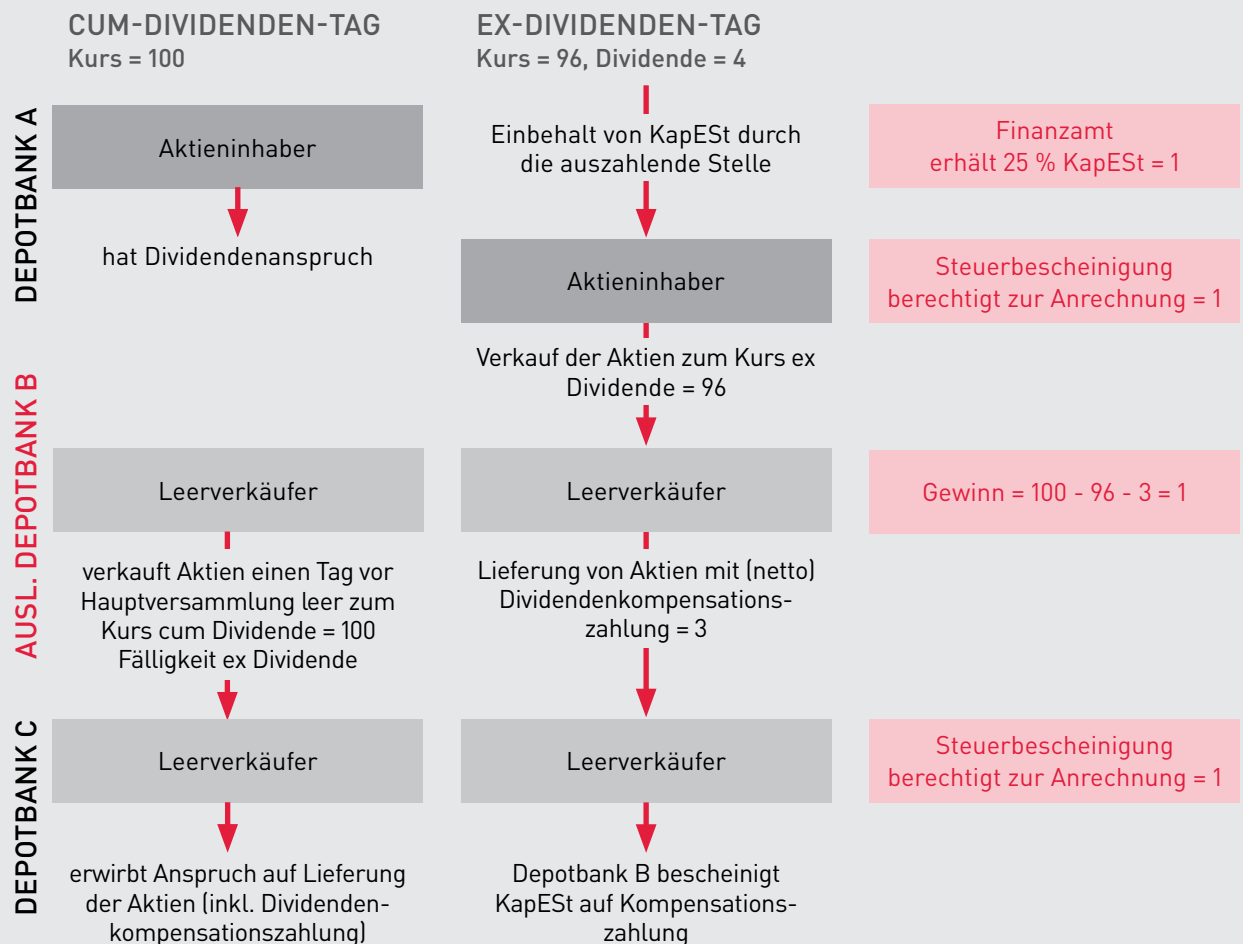 CUM-DIVIDENDEN-TAG
Kurs = 100
EX-DIVIDENDEN-TAG
Kurs = 96, Dividende = 4
DEPOTBANK A
Aktieninhaber
hat Dividendenanspruch
Einbehalt von KapESt durch
die auszahlende Stelle
Finanzamt
erhält 25 % KapESt = 1
Aktieninhaber
Steuerbescheinigung
berechtigt zur Anrechnung = 1
Verkauf der Aktien zum Kurs ex
Dividende = 96
AUSL. DEPOTBANK B
Leerverkäufer
verkauft Aktien einen Tag vor
Hauptversammlung leer zum
Kurs cum Dividende = 100
Fälligkeit ex Dividende
Leerverkäufer
Lieferung von Aktien mit (netto)
Dividendenkompensations-
zahlung = 3
Gewinn = 100 - 96 - 3 = 1
DEPOTBANK C
Leerverkäufer
erwirbt Anspruch auf Lieferung
der Aktien (inkl. Dividenden-
kompensationszahlung)
Leerverkäufer
Depotbank B bescheinigt
KapESt auf Kompensations-
zahlung
Steuerbescheinigung
berechtigt zur Anrechnung = 1